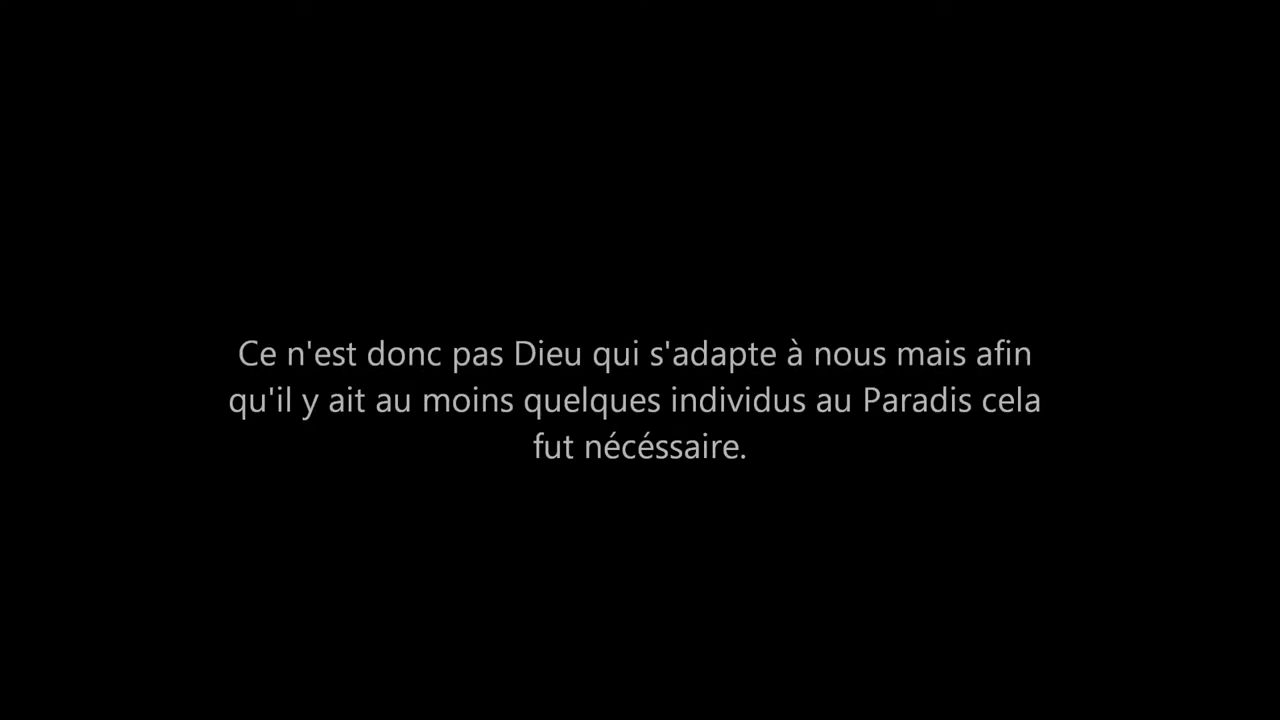 Ce n'est donc pas Dieu qui s'adapte à nous mais afin
qu'il y ait au moins quelques individus au Paradis cela
fut nécéssaire.